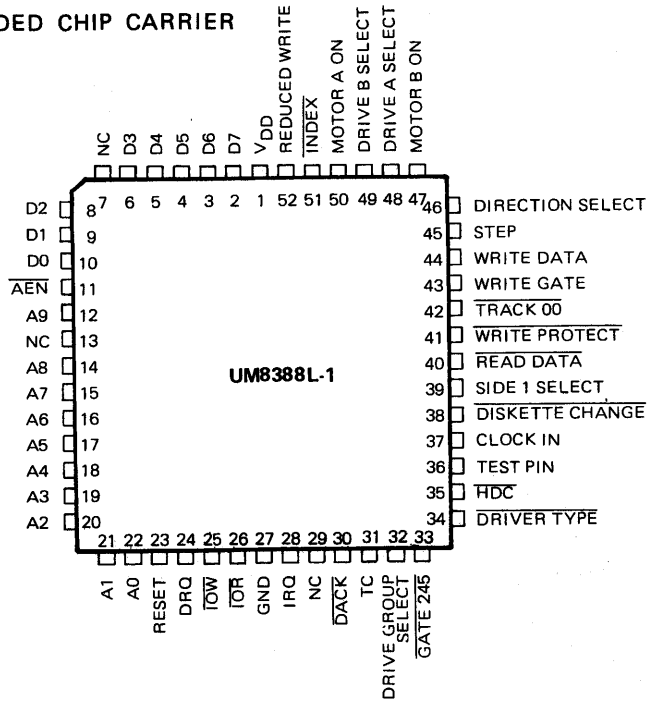 DED CHIP CARRIER
NC
D3
D4
D5
D6
D7
VDD
REDUCED WRITE
INDEX
MOTOR A ON
DRIVE B SELECT
DRIVE A SELECT
MOTOR B ON
7 6 5 4 3 2 1 52 51 50 49 48 47
D2 8
D1 9
D0 10
AEN 11
A9 12
NC 13
A8 14
A7 15
A6 16
A5 17
A4 18
A3 19
A2 20
UM8388L-1
46 DIRECTION SELECT
45 STEP
44 WRITE DATA
43 WRITE GATE
42 TRACK 00
41 WRITE PROTECT
40 READ DATA
39 SIDE 1 SELECT
38 DISKETTE CHANGE
37 CLOCK IN
36 TEST PIN
35 HDC
34 DRIVER TYPE
21 22 23 24 25 26 27 28 29 30 31 32 33
A1
A0
RESET
DRQ
IOW
IOR
GND
IRQ
NC
DACK
TC
DRIVE GROUP
SELECT
GATE 245